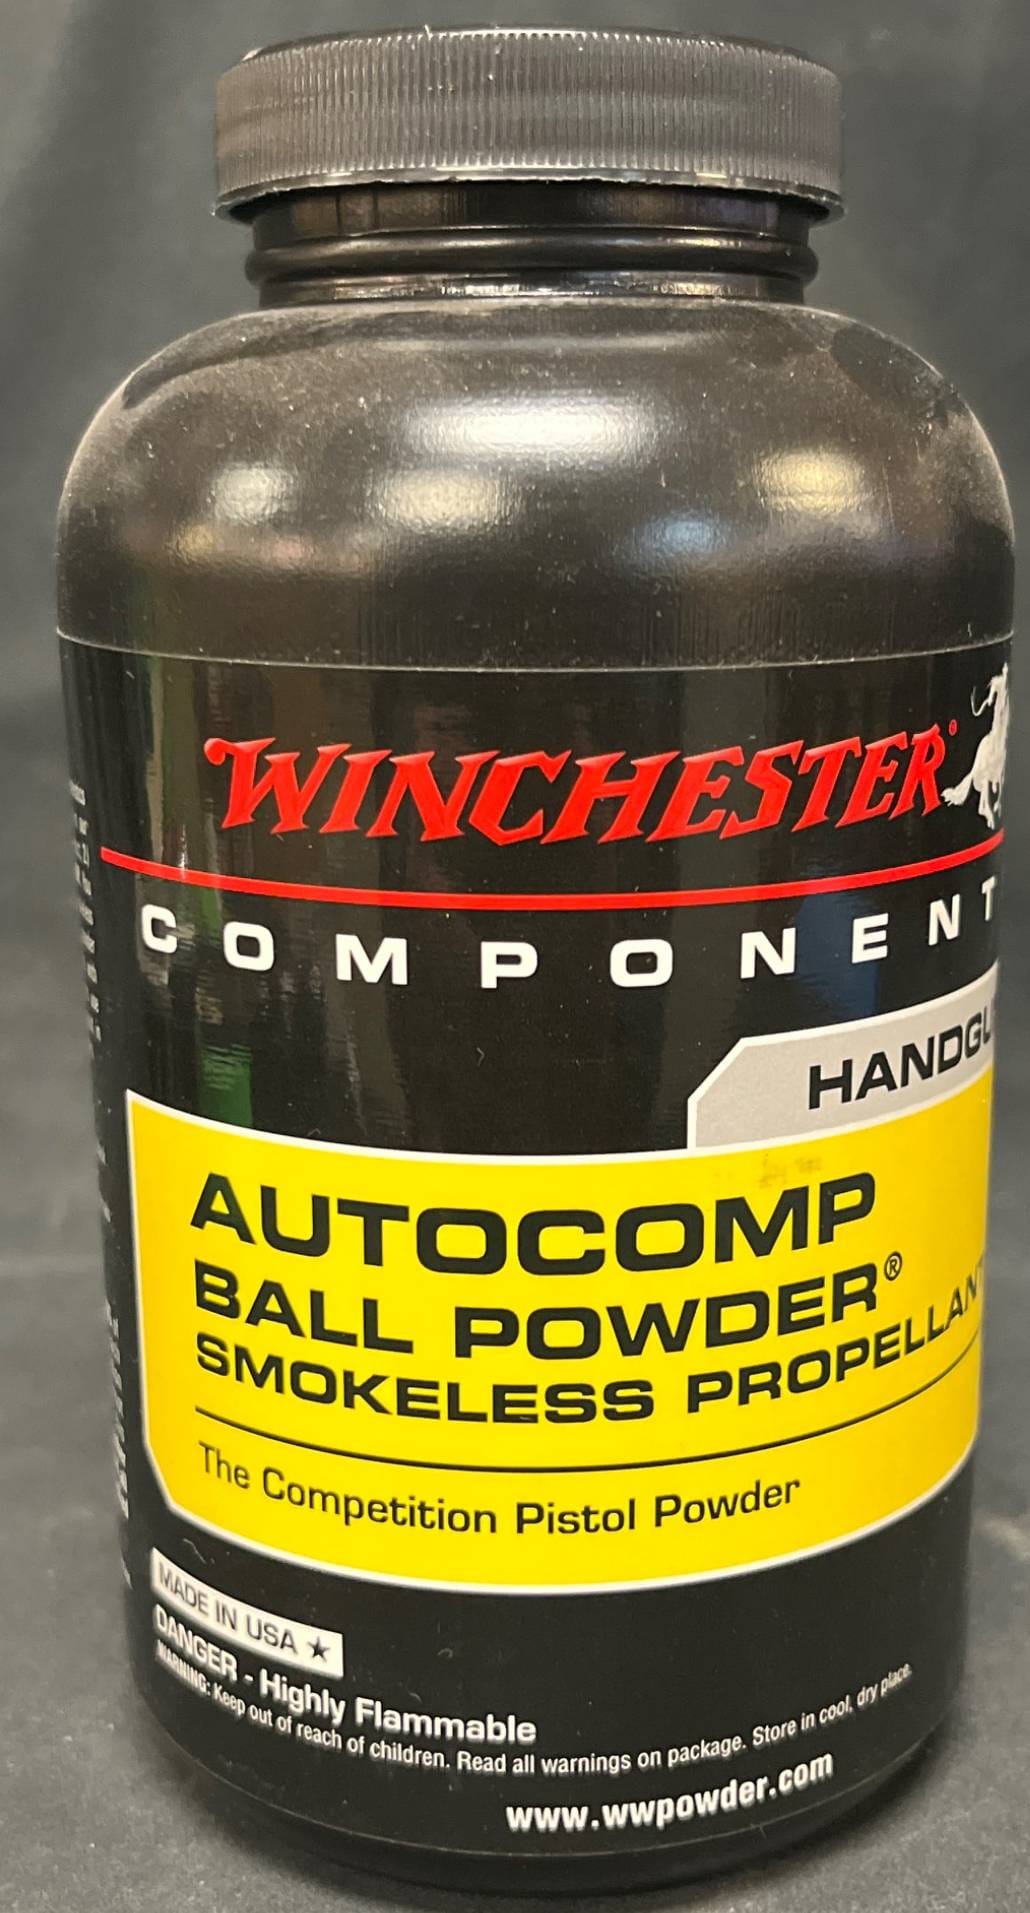 WINCHESTER®
COMPONENT
HANDGU
AUTOCOMP
BALL POWDER®
SMOKELESS PROPELLANT
The Competition Pistol Powder
MADE IN USA ★
DANGER - Highly Flammable
WARNING: Keep out of reach of children. Read all warnings on package. Store in cool, dry place.
www.wwpowder.com